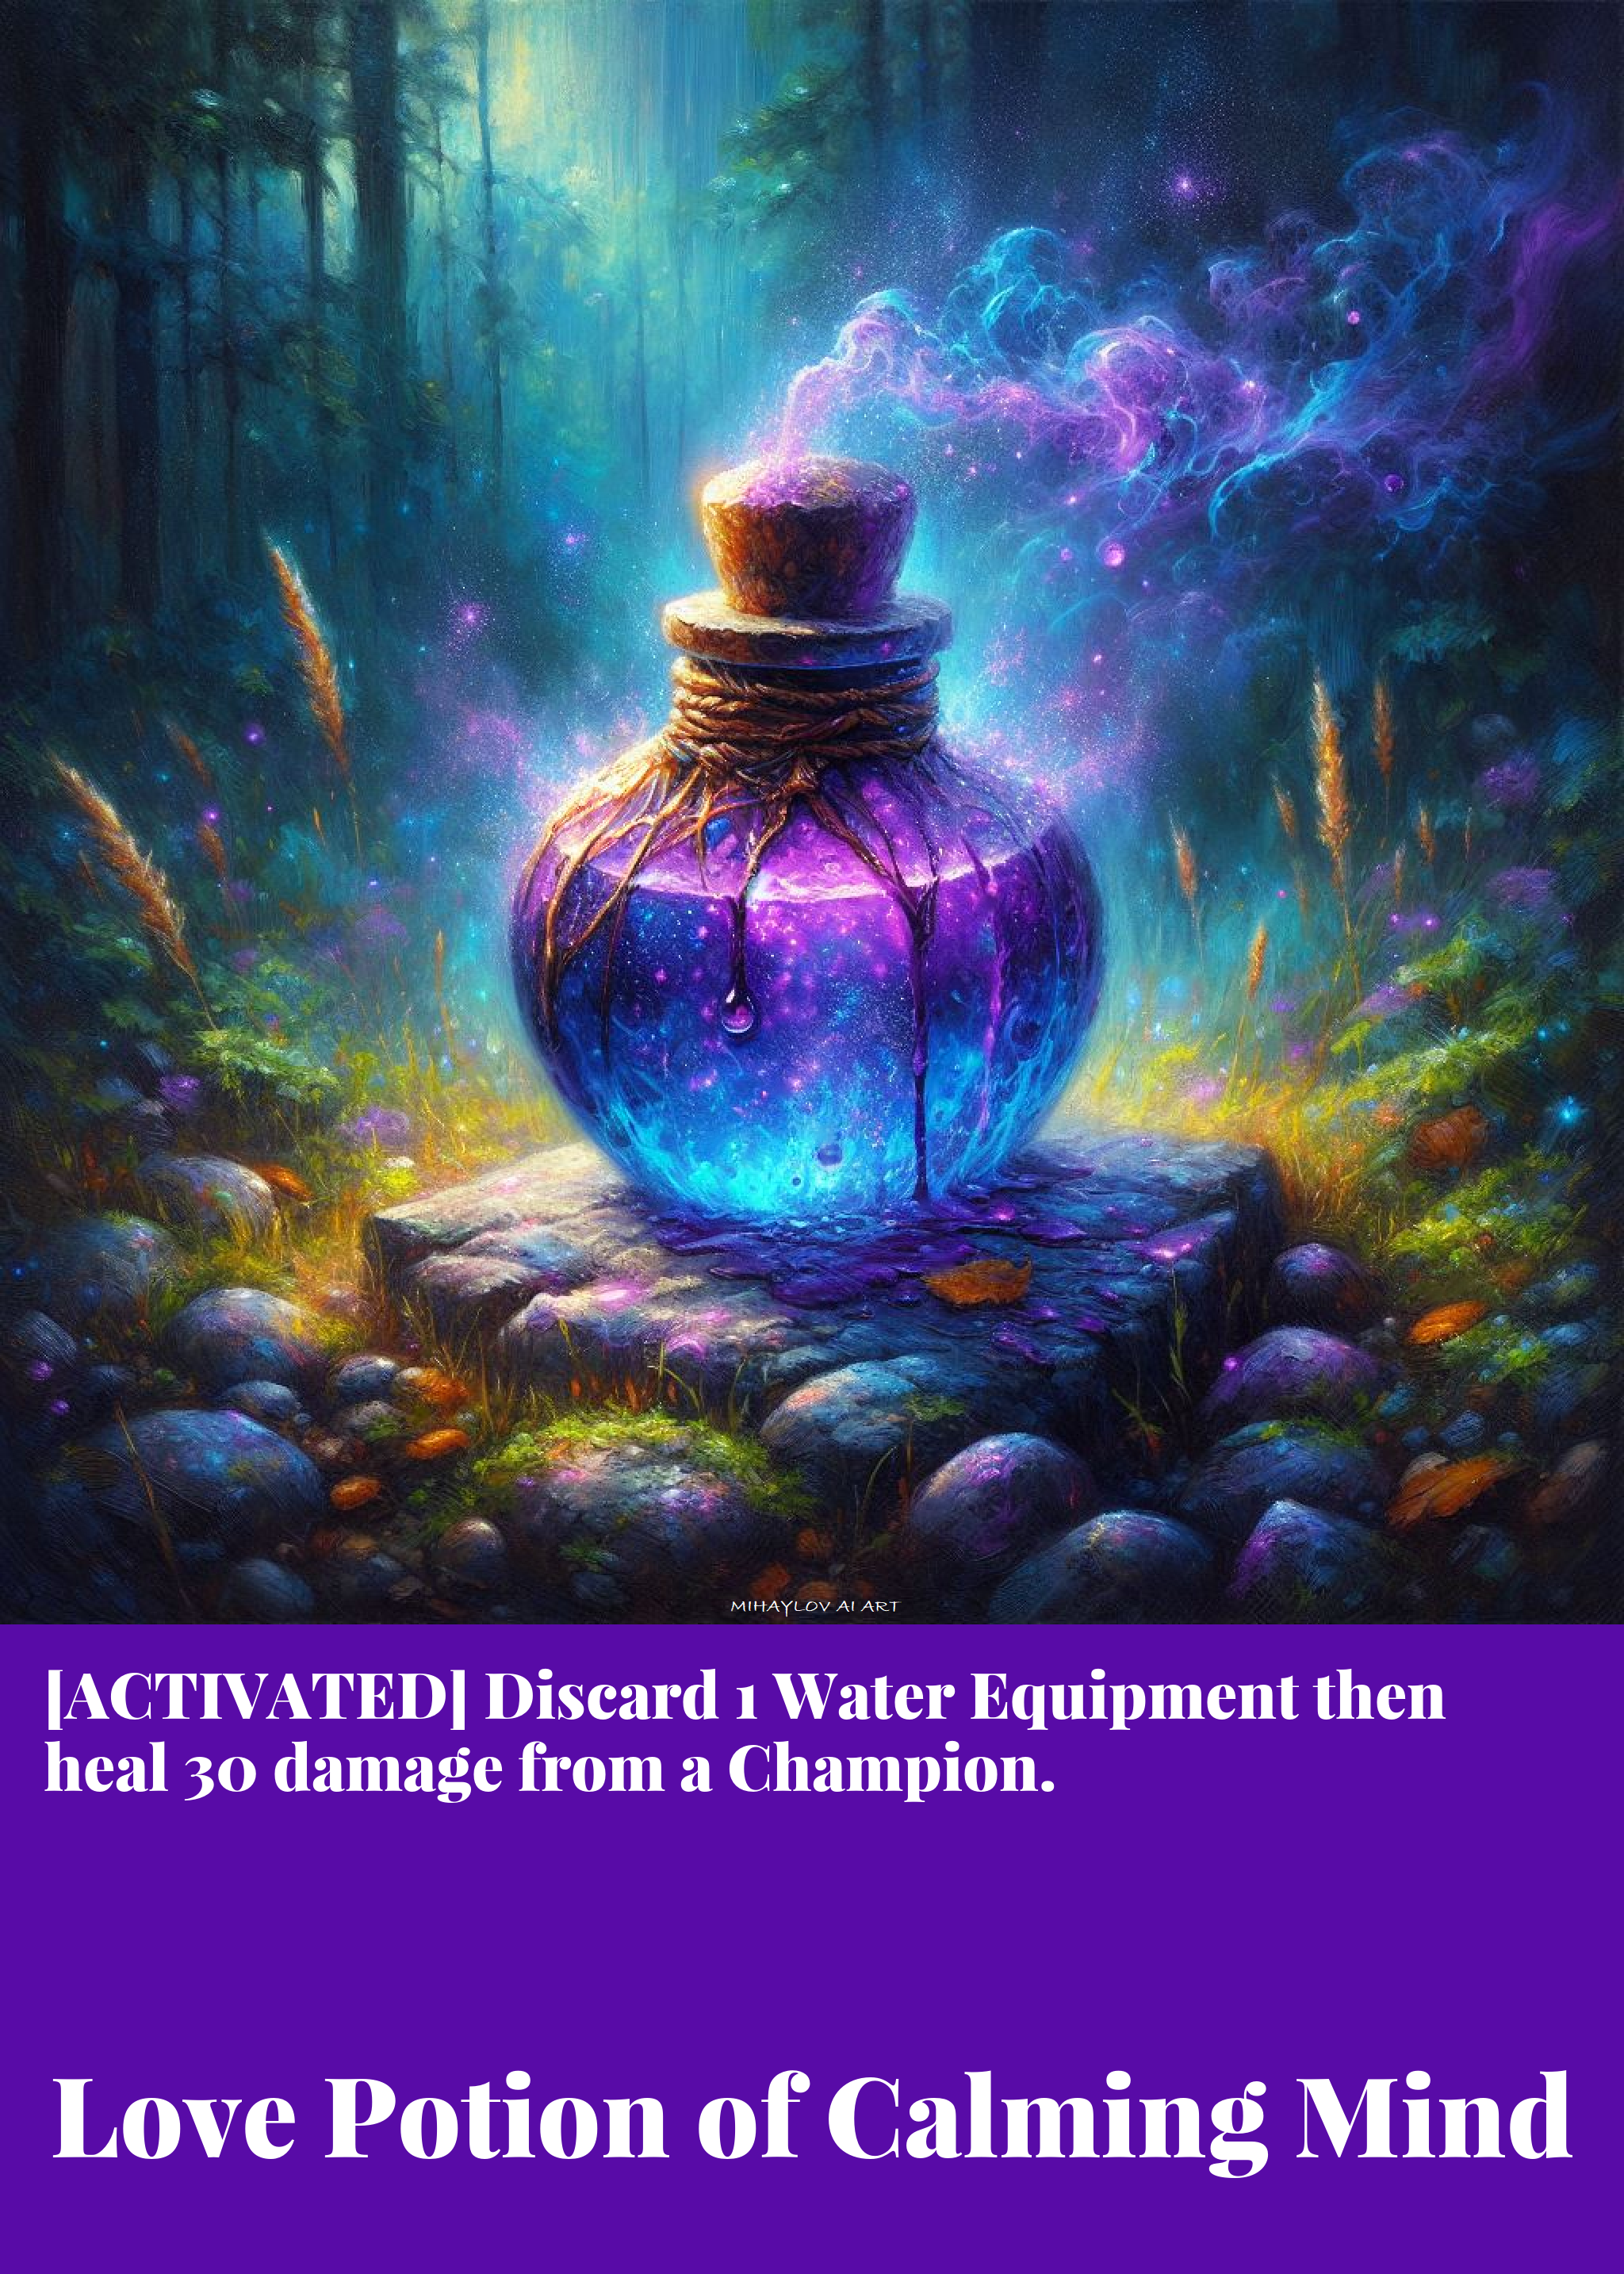 MIHAYLOV AI ART
[ACTIVATED] Discard 1 Water Equipment then
heal 30 damage from a Champion.
Love Potion of Calming Mind